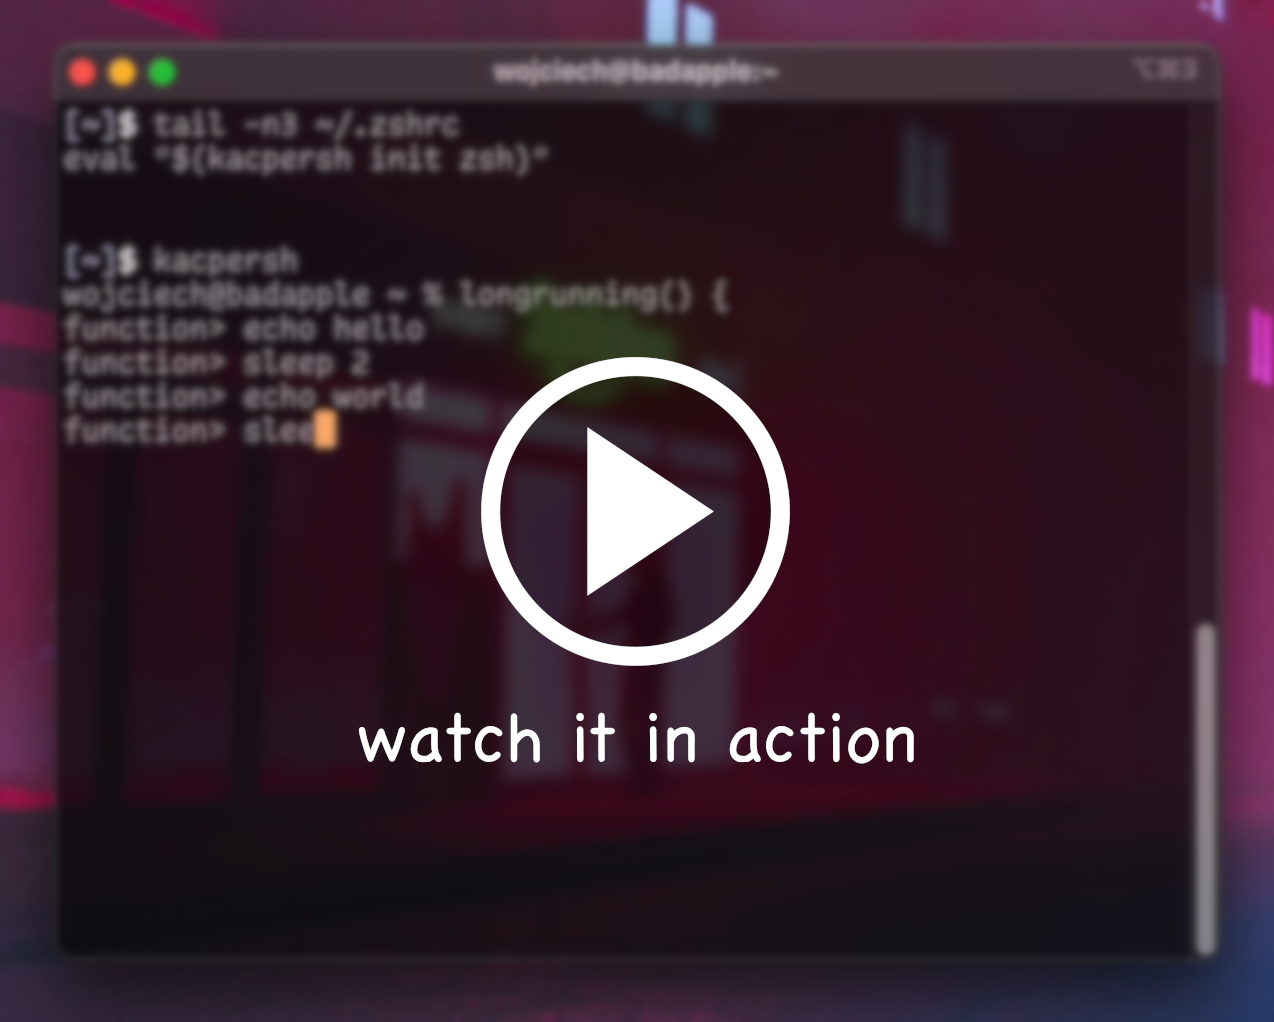 wojciech@badapple:~ ⌥⌘3
[~]$ tail -n3 ~/.zshrc
eval "$(kacpersh init zsh)"
[~]$ kacpersh
wojciech@badapple ~ % longrunning() {
function> echo hello
function> sleep 2
function> echo world
function> slee
watch it in action